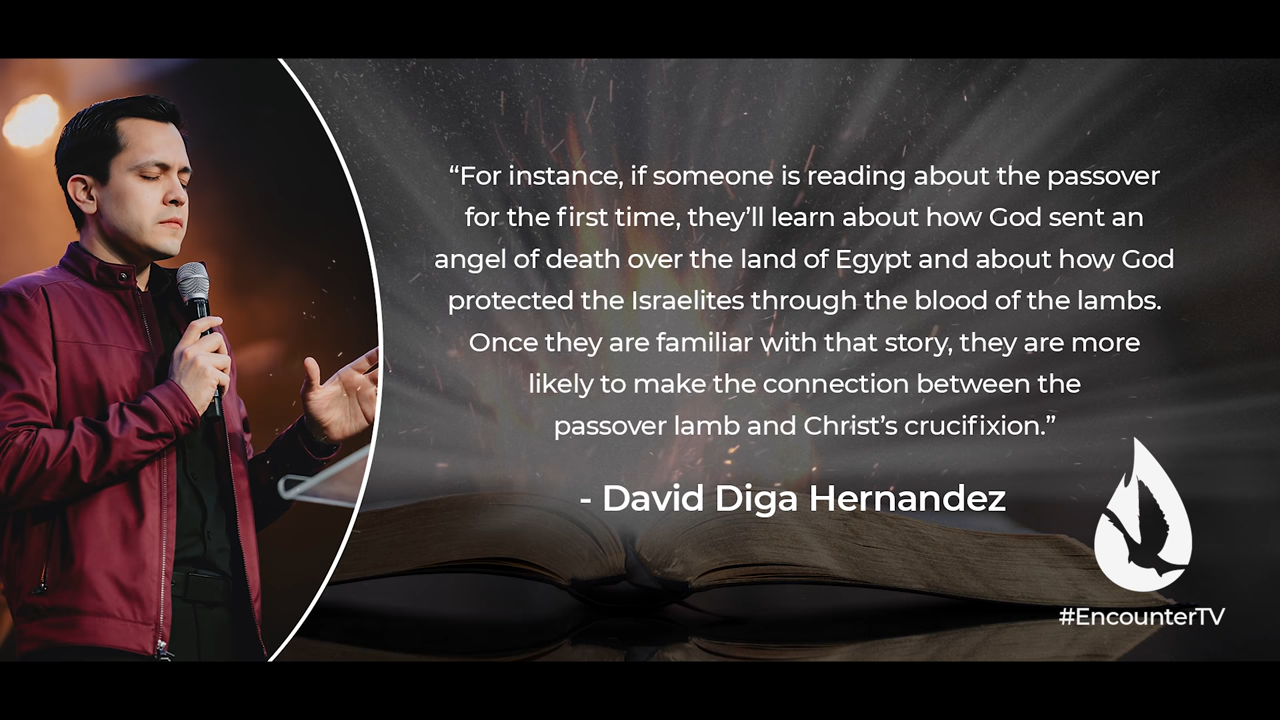 “For instance, if someone is reading about the passover
for the first time, they’ll learn about how God sent an
angel of death over the land of Egypt and about how God
protected the Israelites through the blood of the lambs.
Once they are familiar with that story, they are more
likely to make the connection between the
passover lamb and Christ’s crucifixion.”
- David Diga Hernandez
#EncounterTV